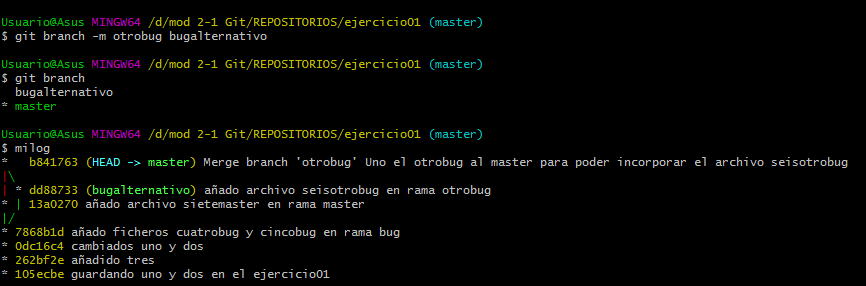 Usuario@Asus MINGW64 /d/mod 2-1 Git/REPOSITORIOS/ejercicio01 (master)
$ git branch -m otrobug bugalternativo
Usuario@Asus MINGW64 /d/mod 2-1 Git/REPOSITORIOS/ejercicio01 (master)
$ git branch
  bugalternativo
* master
Usuario@Asus MINGW64 /d/mod 2-1 Git/REPOSITORIOS/ejercicio01 (master)
$ milog
*   b841763 (HEAD -> master) Merge branch 'otrobug' Uno el otrobug al master para poder incorporar el archivo seisotrobug
|\
| * dd88733 (bugalternativo) añado archivo seisotrobug en rama otrobug
* | 13a0270 añado archivo sietemaster en rama master
|/
* 7868b1d añado ficheros cuatrobug y cincobug en rama bug
* 0dc16c4 cambiados uno y dos
* 262bf2e añadido tres
* 105ecbe guardando uno y dos en el ejercicio01